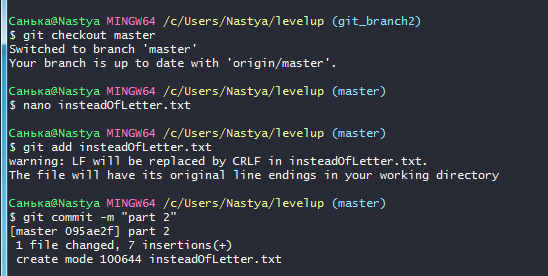 Санька@Nastya MINGW64 /c/Users/Nastya/levelup (git_branch2)
$ git checkout master
Switched to branch 'master'
Your branch is up to date with 'origin/master'.
Санька@Nastya MINGW64 /c/Users/Nastya/levelup (master)
$ nano insteadOfLetter.txt
Санька@Nastya MINGW64 /c/Users/Nastya/levelup (master)
$ git add insteadOfLetter.txt
warning: LF will be replaced by CRLF in insteadOfLetter.txt.
The file will have its original line endings in your working directory
Санька@Nastya MINGW64 /c/Users/Nastya/levelup (master)
$ git commit -m "part 2"
[master 095ae2f] part 2
1 file changed, 7 insertions(+)
create mode 100644 insteadOfLetter.txt